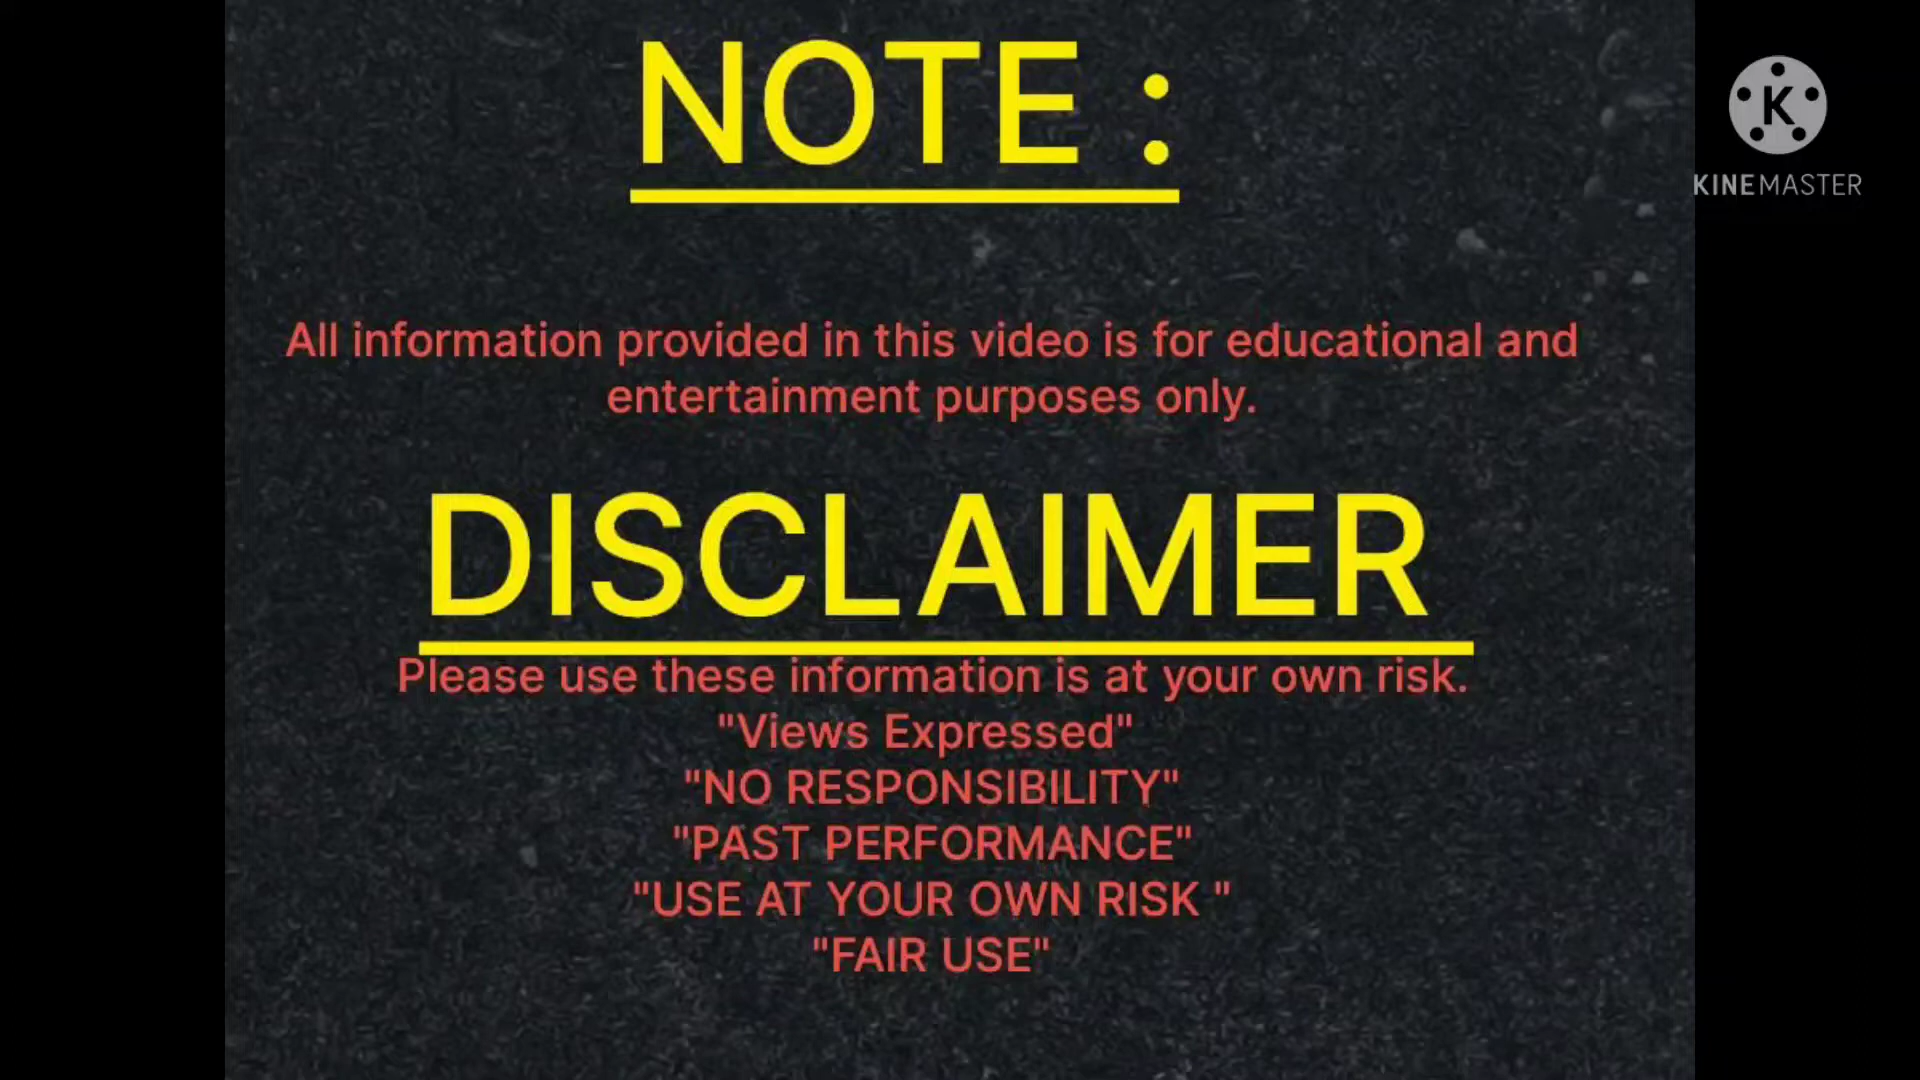 NOTE :
K
KINEMASTER
All information provided in this video is for educational and
entertainment purposes only.
DISCLAIMER
Please use these information is at your own risk.
"Views Expressed"
"NO RESPONSIBILITY"
"PAST PERFORMANCE"
"USE AT YOUR OWN RISK "
"FAIR USE"